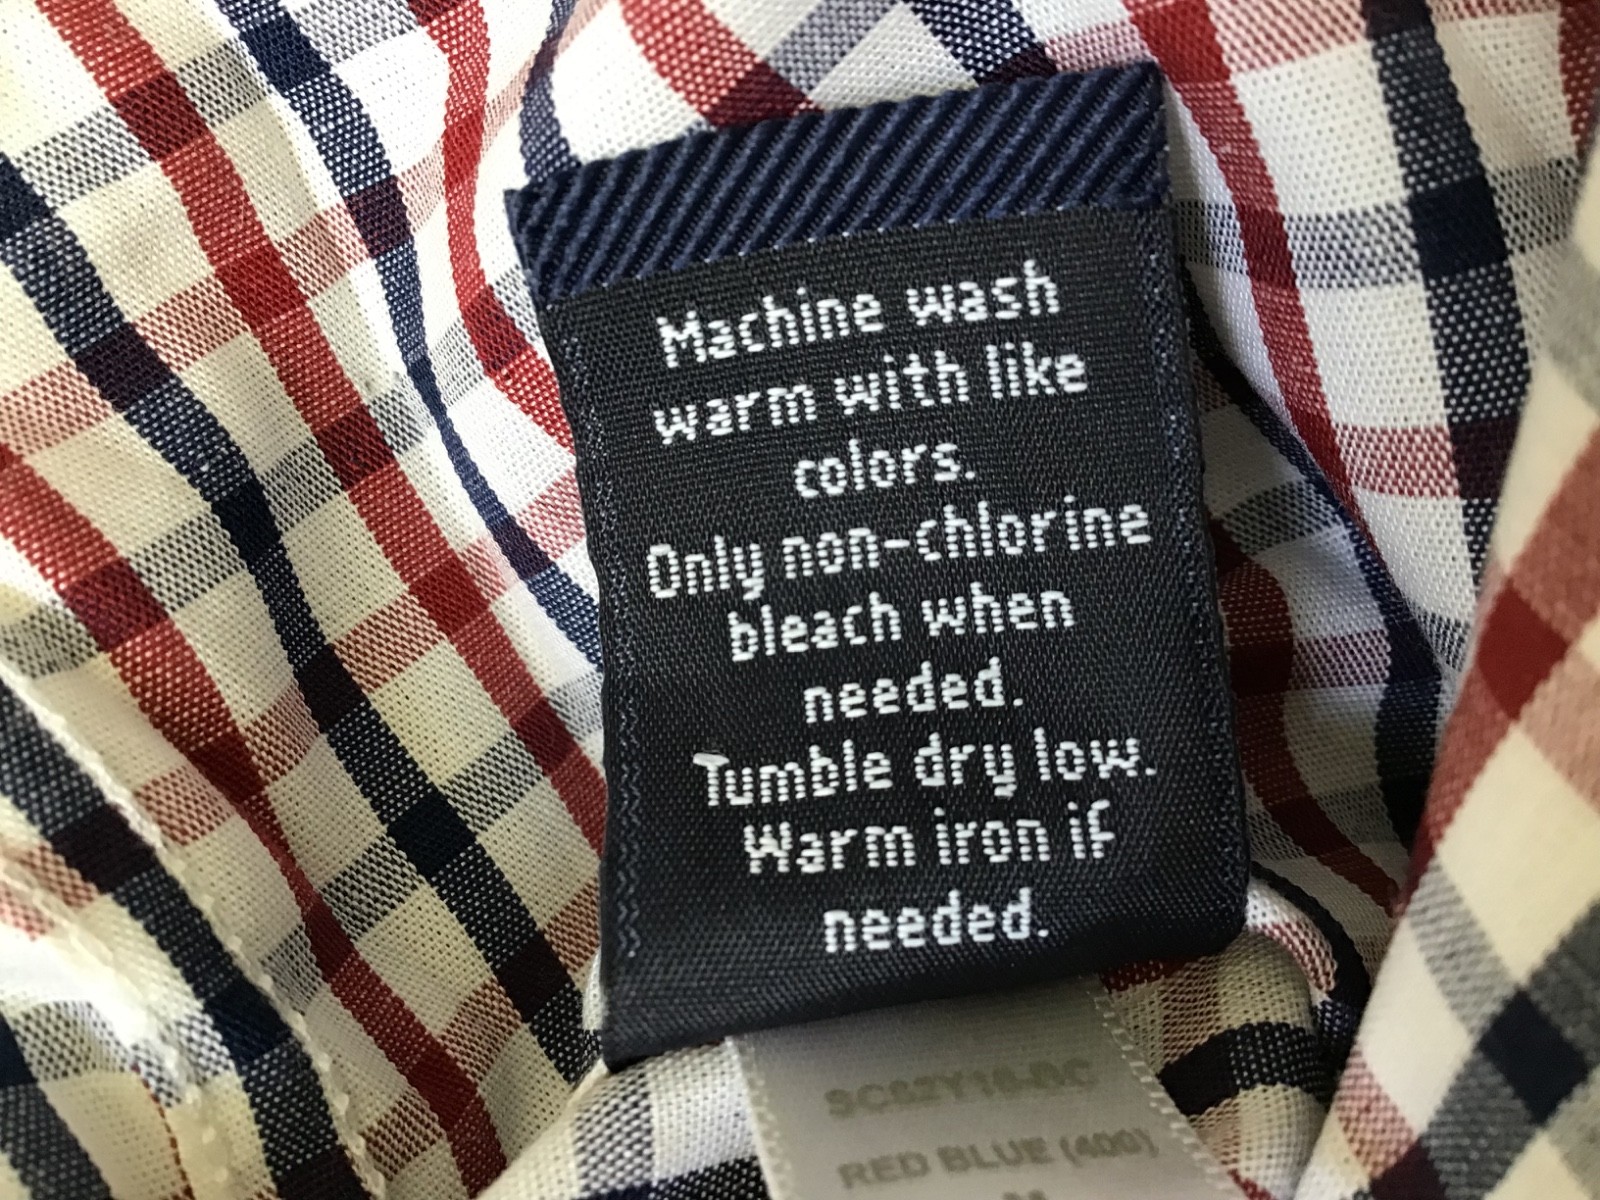 Machine wash
warm with like
colors.
Only non-chlorine
bleach when
needed.
Tumble dry low.
Warm iron if
needed.
RED BLUE (400)